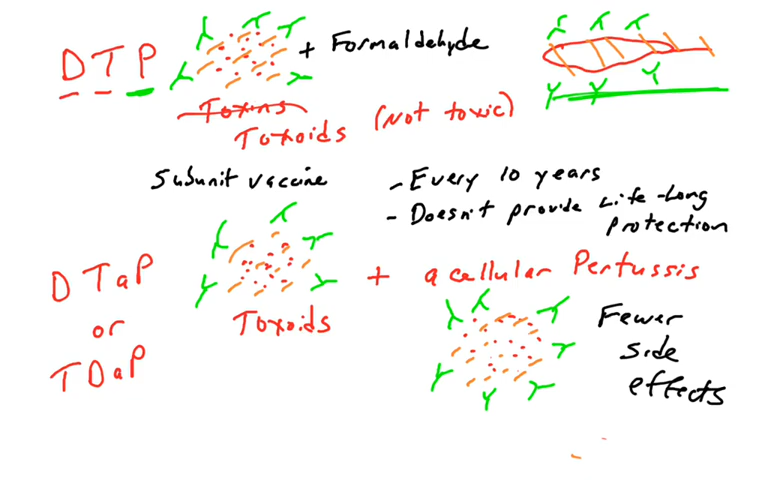 DTP
+ Formaldehyde
Toxins
Toxoids (Not toxic)
Subunit vaccine
- Every 10 years
- Doesn't provide Life-Long
protection
DTaP
or
TDaP
Toxoids
+ acellular Pertussis
Fewer
side
effects